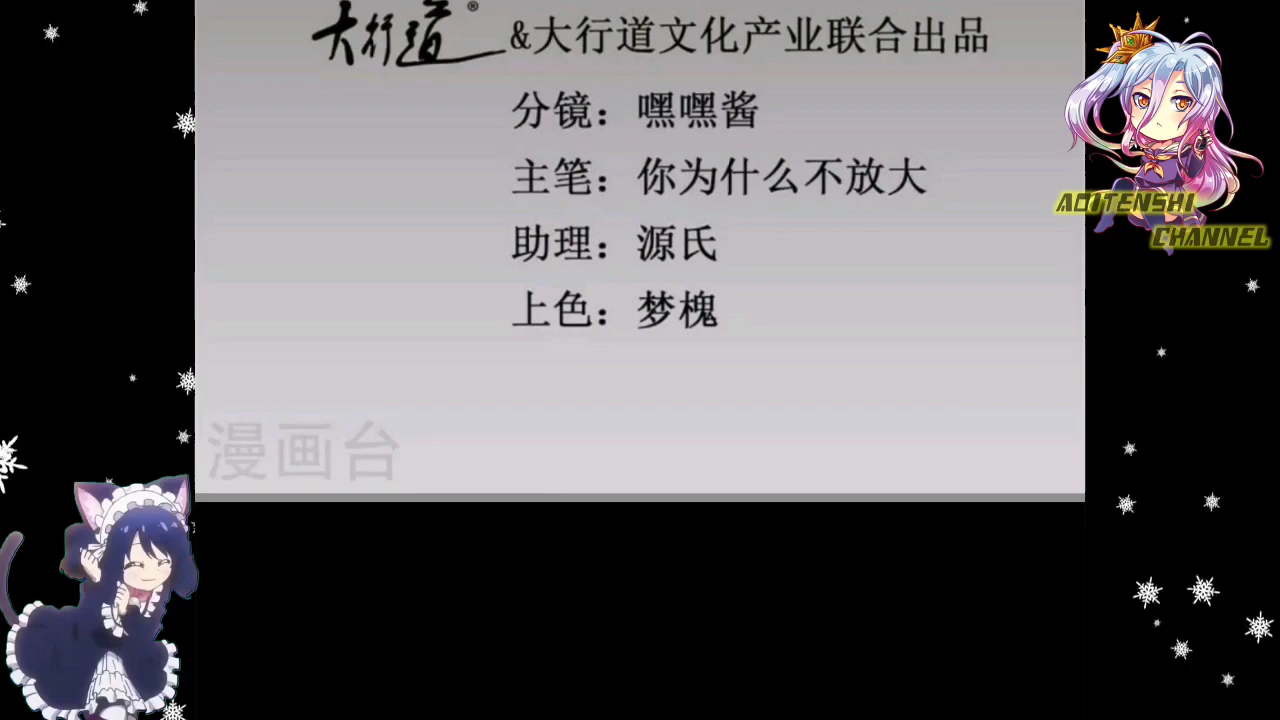 大行道® &大行道文化产业联合出品
分镜：嘿嘿酱
主笔：你为什么不放大
助理：源氏
上色：梦槐
漫画台
AOITENSHI
CHANNEL